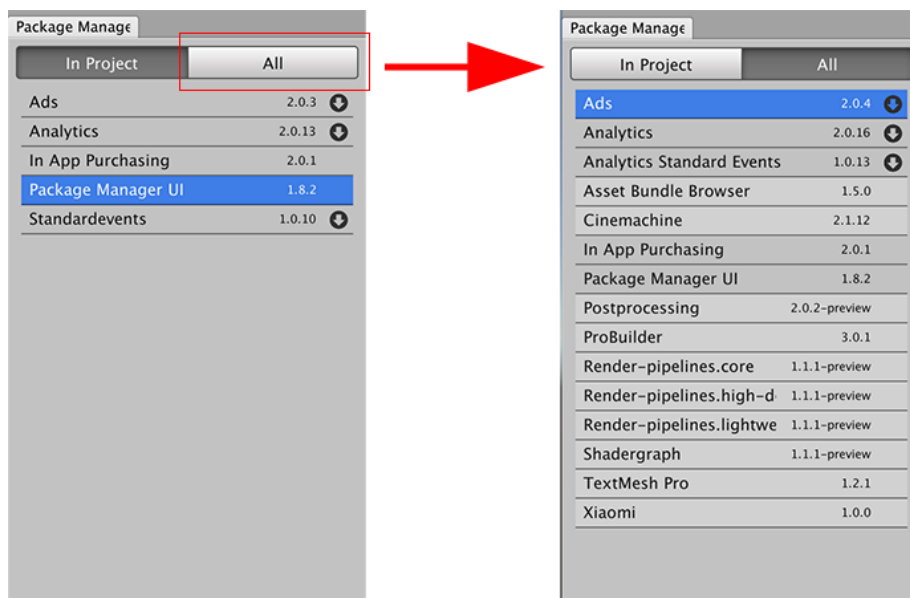 Package Manage
In Project All
Ads 2.0.3
Analytics 2.0.13
In App Purchasing 2.0.1
Package Manager UI 1.8.2
Standardevents 1.0.10
Package Manage
In Project All
Ads 2.0.4
Analytics 2.0.16
Analytics Standard Events 1.0.13
Asset Bundle Browser 1.5.0
Cinemachine 2.1.12
In App Purchasing 2.0.1
Package Manager UI 1.8.2
Postprocessing 2.0.2-preview
ProBuilder 3.0.1
Render-pipelines.core 1.1.1-preview
Render-pipelines.high-d 1.1.1-preview
Render-pipelines.lightwe 1.1.1-preview
Shadergraph 1.1.1-preview
TextMesh Pro 1.2.1
Xiaomi 1.0.0